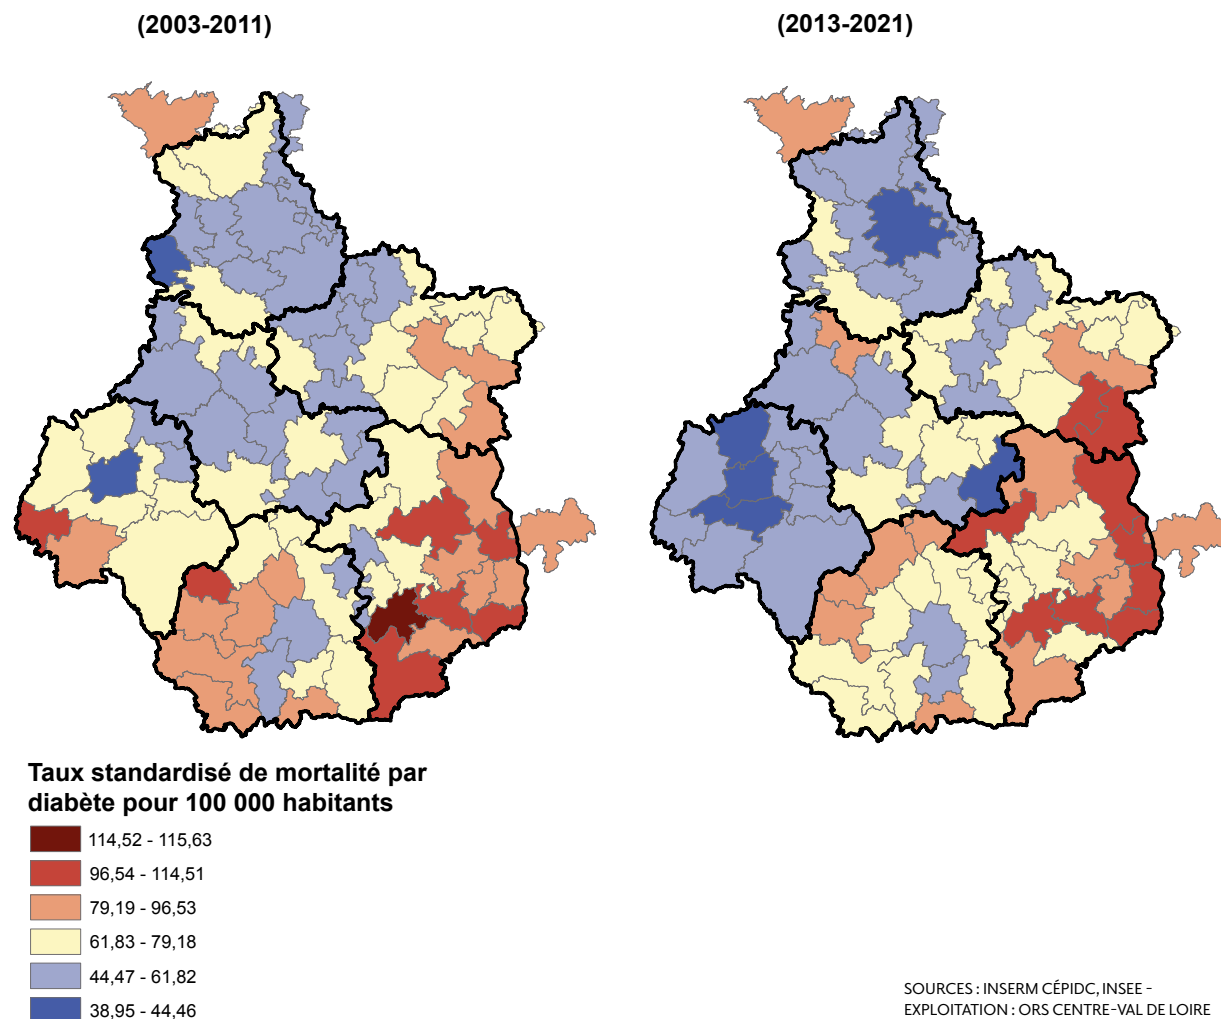 (2003-2011)
(2013-2021)
Taux standardisé de mortalité par
diabète pour 100 000 habitants
114,52 - 115,63
96,54 - 114,51
79,19 - 96,53
61,83 - 79,18
44,47 - 61,82
38,95 - 44,46
SOURCES : INSERM CÉPIDC, INSEE -
EXPLOITATION : ORS CENTRE-VAL DE LOIRE